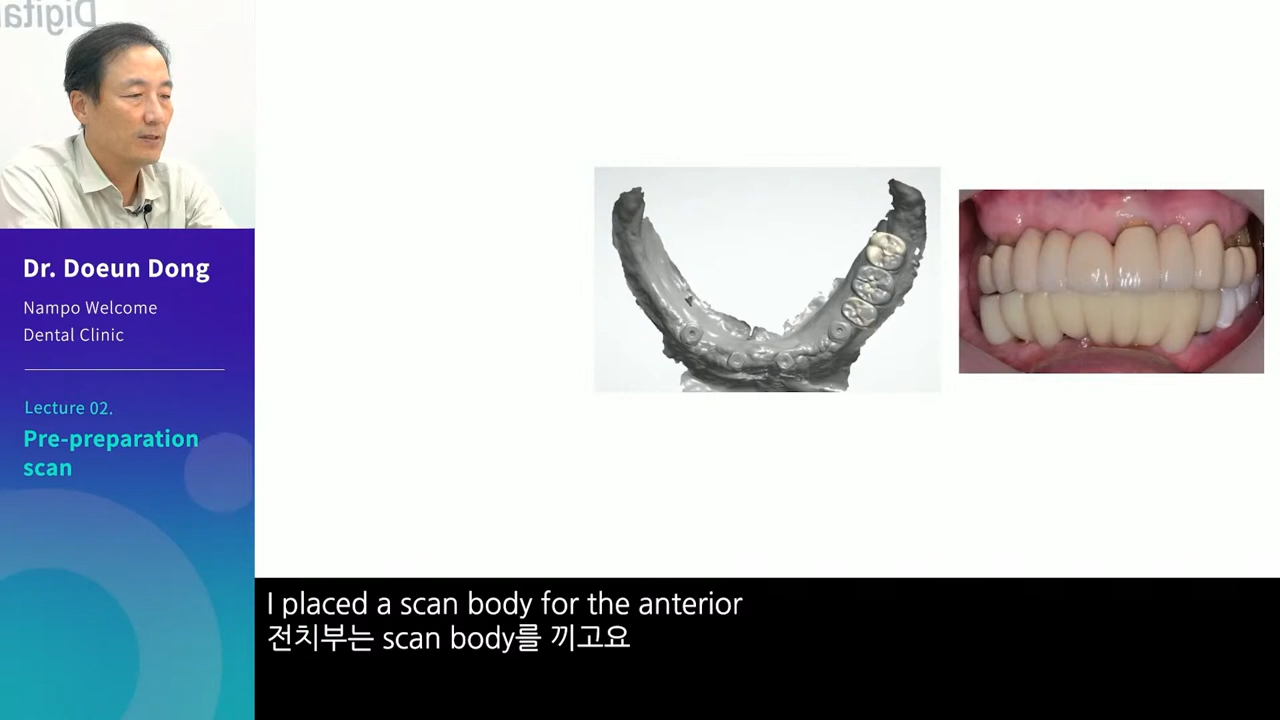 Digital
Dr. Doeun Dong
Nampo Welcome
Dental Clinic
Lecture 02.
Pre-preparation
scan
I placed a scan body for the anterior
전치부는 scan body를 끼고요